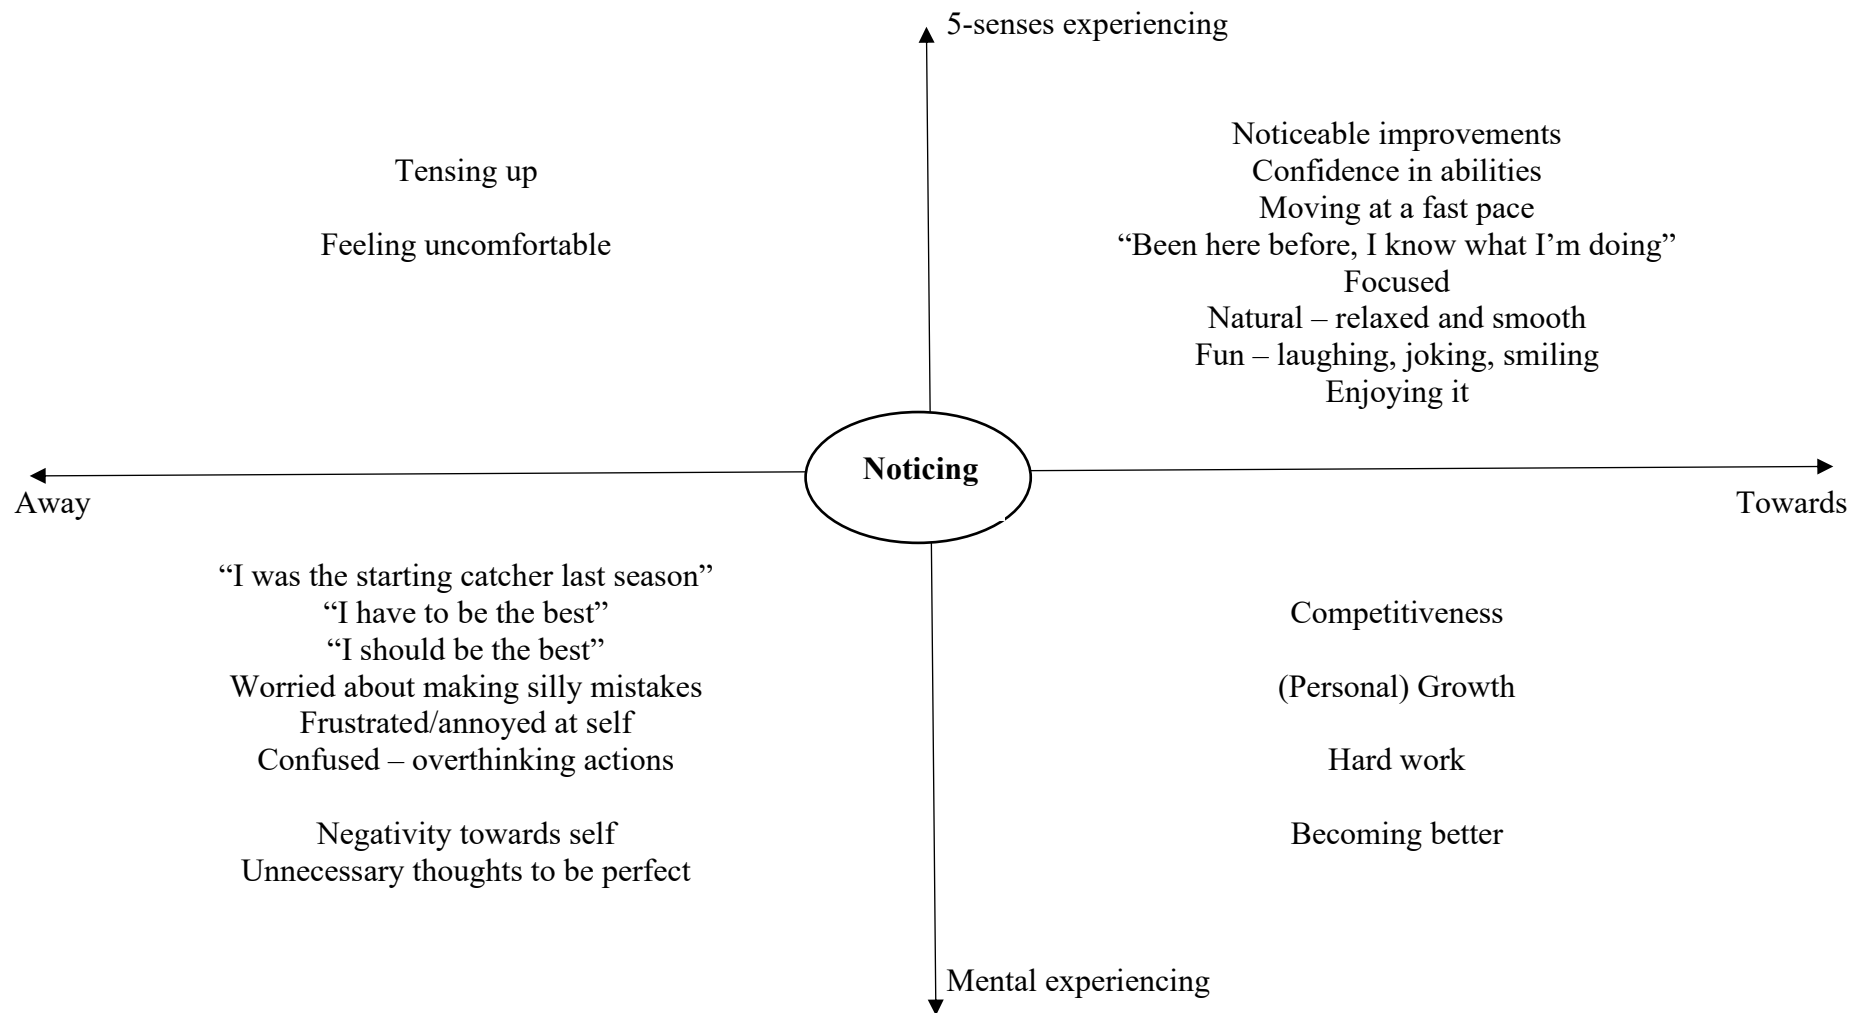 5-senses experiencing
Tensing up
Feeling uncomfortable
Noticeable improvements
Confidence in abilities
Moving at a fast pace
“Been here before, I know what I’m doing”
Focused
Natural – relaxed and smooth
Fun – laughing, joking, smiling
Enjoying it
Noticing
Away
Towards
“I was the starting catcher last season”
“I have to be the best”
“I should be the best”
Worried about making silly mistakes
Frustrated/annoyed at self
Confused – overthinking actions
Negativity towards self
Unnecessary thoughts to be perfect
Competitiveness
(Personal) Growth
Hard work
Becoming better
Mental experiencing